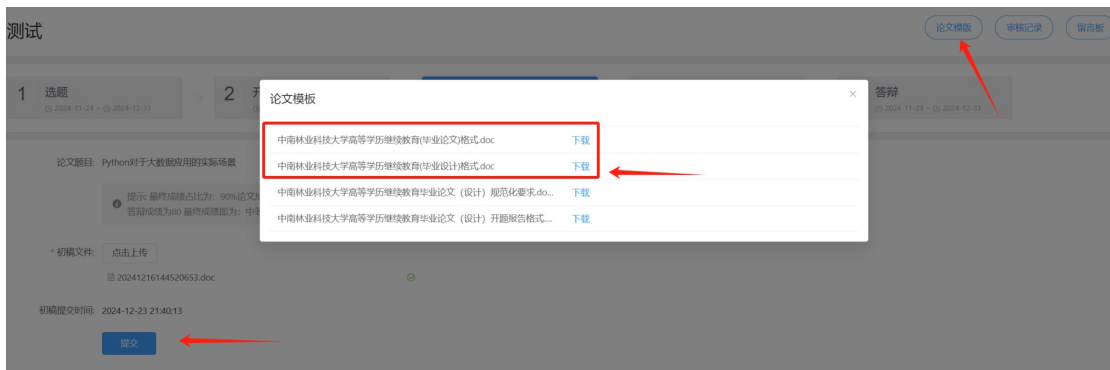 测试
论文模版
审核记录
留言板
1 选题
2024-11-24 ~ 2024-12-31
2 开
答辩
2024-11-24 ~ 2024-12-31
论文模板
×
中南林业科技大学高等学历继续教育(毕业论文)格式.doc 下载
中南林业科技大学高等学历继续教育(毕业设计)格式.doc 下载
中南林业科技大学高等学历继续教育毕业论文（设计）规范化要求.do... 下载
中南林业科技大学高等学历继续教育毕业论文（设计）开题报告格式.... 下载
论文题目: Python对于大数据应用的实际场景
提示: 最终成绩占比为：90%论文
答辩成绩为80 最终成绩即为：中
* 初稿文件: 点击上传
20241216144520653.doc
初稿提交时间: 2024-12-23 21:40:13
提交